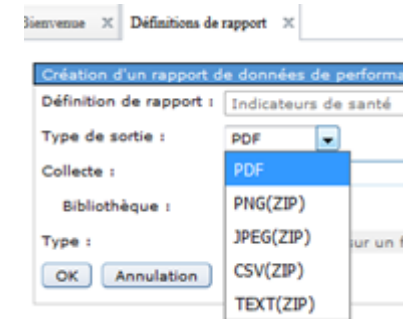 Bienvenue X Définitions de rapport X
Création d'un rapport de données de performa
Définition de rapport : Indicateurs de santé
Type de sortie : PDF
PDF
Collecte :
PNG(ZIP)
Bibliothèque :
JPEG(ZIP)
Type : sur un f
CSV(ZIP)
OK Annulation
TEXT(ZIP)